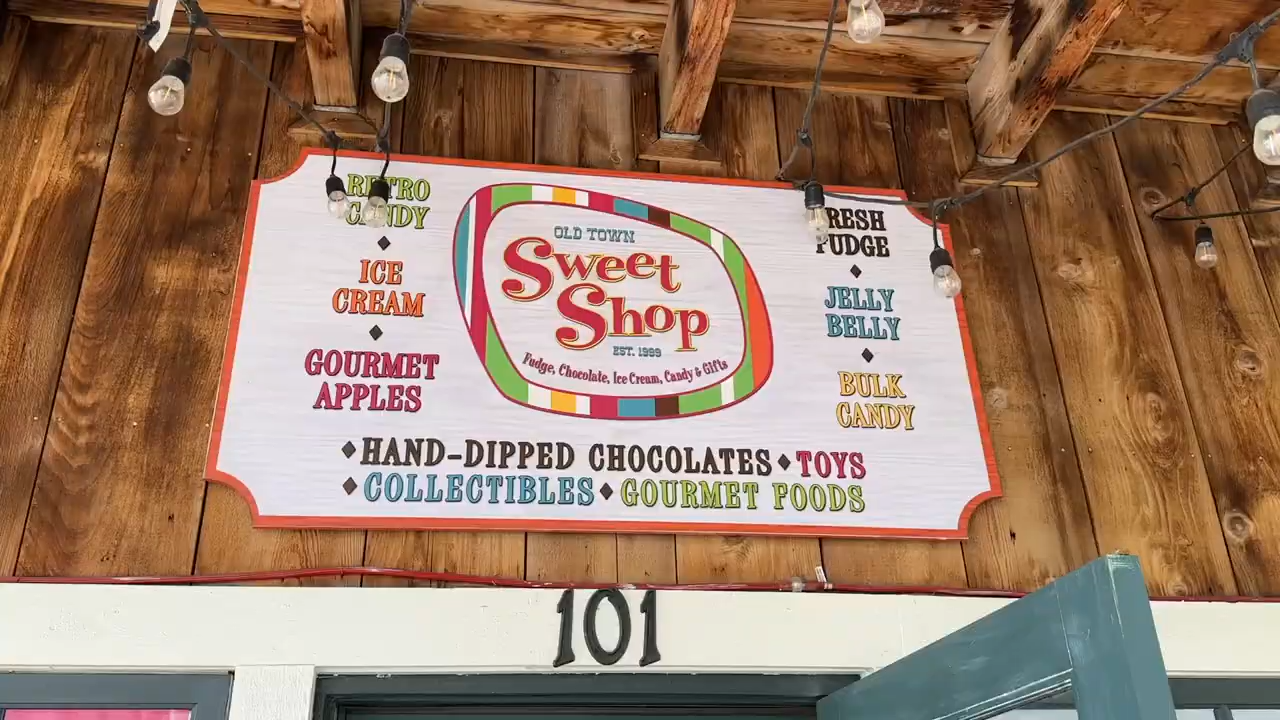 RETRO
CANDY
ICE
CREAM
GOURMET
APPLES
OLD TOWN
Sweet
Shop
EST. 1999
Fudge, Chocolate, Ice Cream, Candy & Gifts
FRESH
FUDGE
JELLY
BELLY
BULK
CANDY
♦HAND-DIPPED CHOCOLATES♦TOYS
♦COLLECTIBLES♦GOURMET FOODS
101